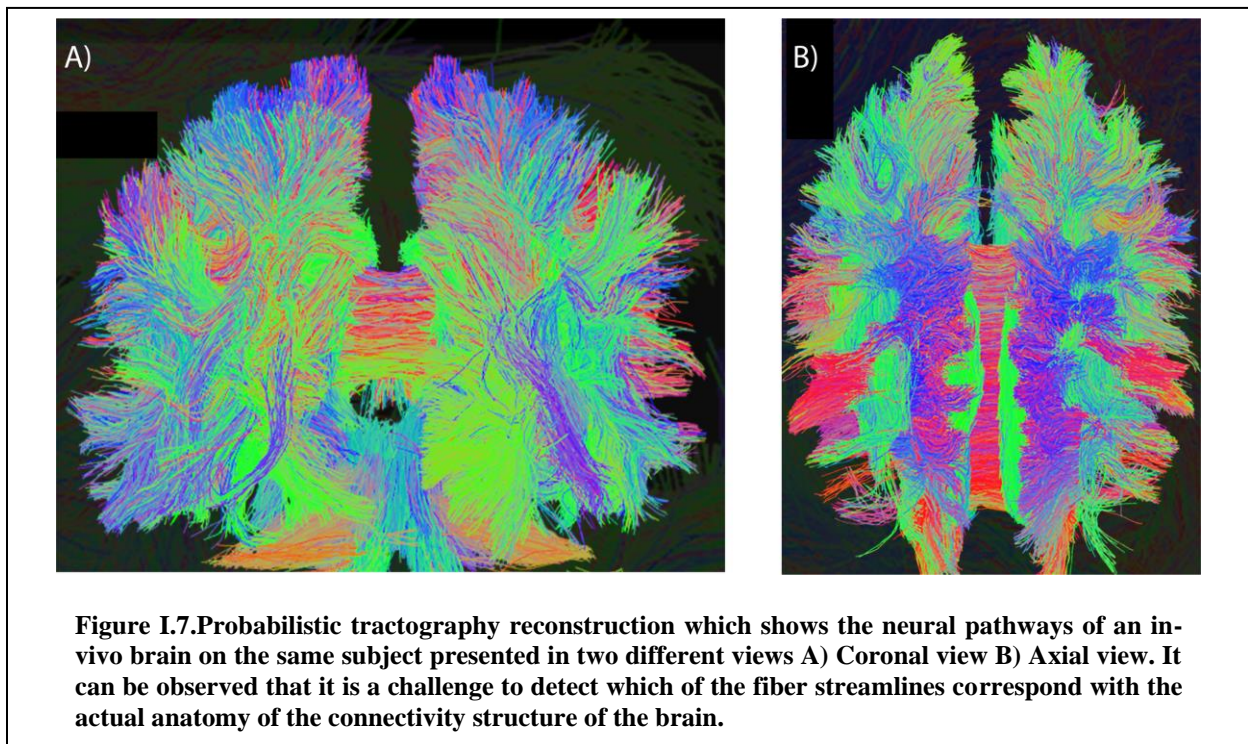 A)
B)
Figure I.7.Probabilistic tractography reconstruction which shows the neural pathways of an in-
vivo brain on the same subject presented in two different views A) Coronal view B) Axial view. It
can be observed that it is a challenge to detect which of the fiber streamlines correspond with the
actual anatomy of the connectivity structure of the brain.